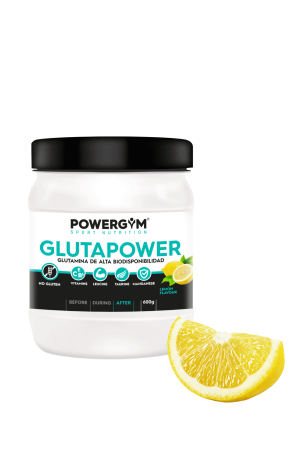 POWERGYM®
SPORT NUTRITION
GLUTAPOWER
GLUTAMINA DE ALTA BIODISPONIBILIDAD
NO GLUTEN
VITAMINS
LEUCINE
TAURINE
MANGANESE
LEMON
FLAVOUR
BEFORE DURING AFTER 600g